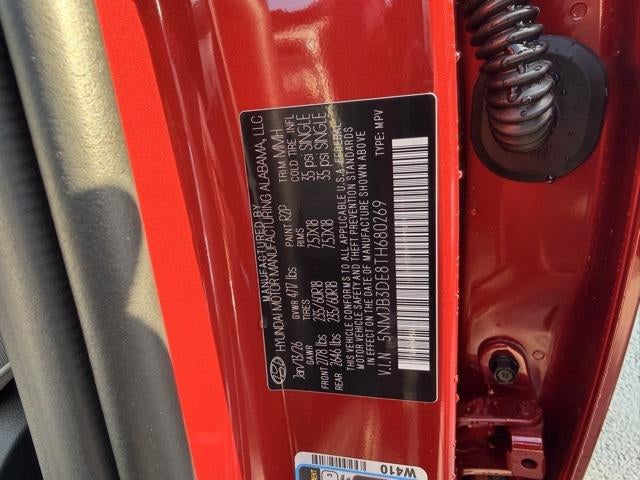 MANUFACTURED BY
HYUNDAI MOTOR MANUFACTURING ALABAMA, LLC
Jan/13/26 GVWR 4717 lbs PAINT R2P TRIM MMH
GAWR TIRES RIMS COLD TIRE INFL
FRONT 2778 lbs 235/60R18 7.5JX18 35 psi SINGLE
REAR 2646 lbs 235/60R18 7.5JX18 35 psi SINGLE
THIS VEHICLE CONFORMS TO ALL APPLICABLE U.S.A. FEDERAL
MOTOR VEHICLE SAFETY AND THEFT PREVENTION STANDARDS
IN EFFECT ON THE DATE OF MANUFACTURE SHOWN ABOVE
V.I.N 5NMJB3DE8TH680269 TYPE: MPV
W410